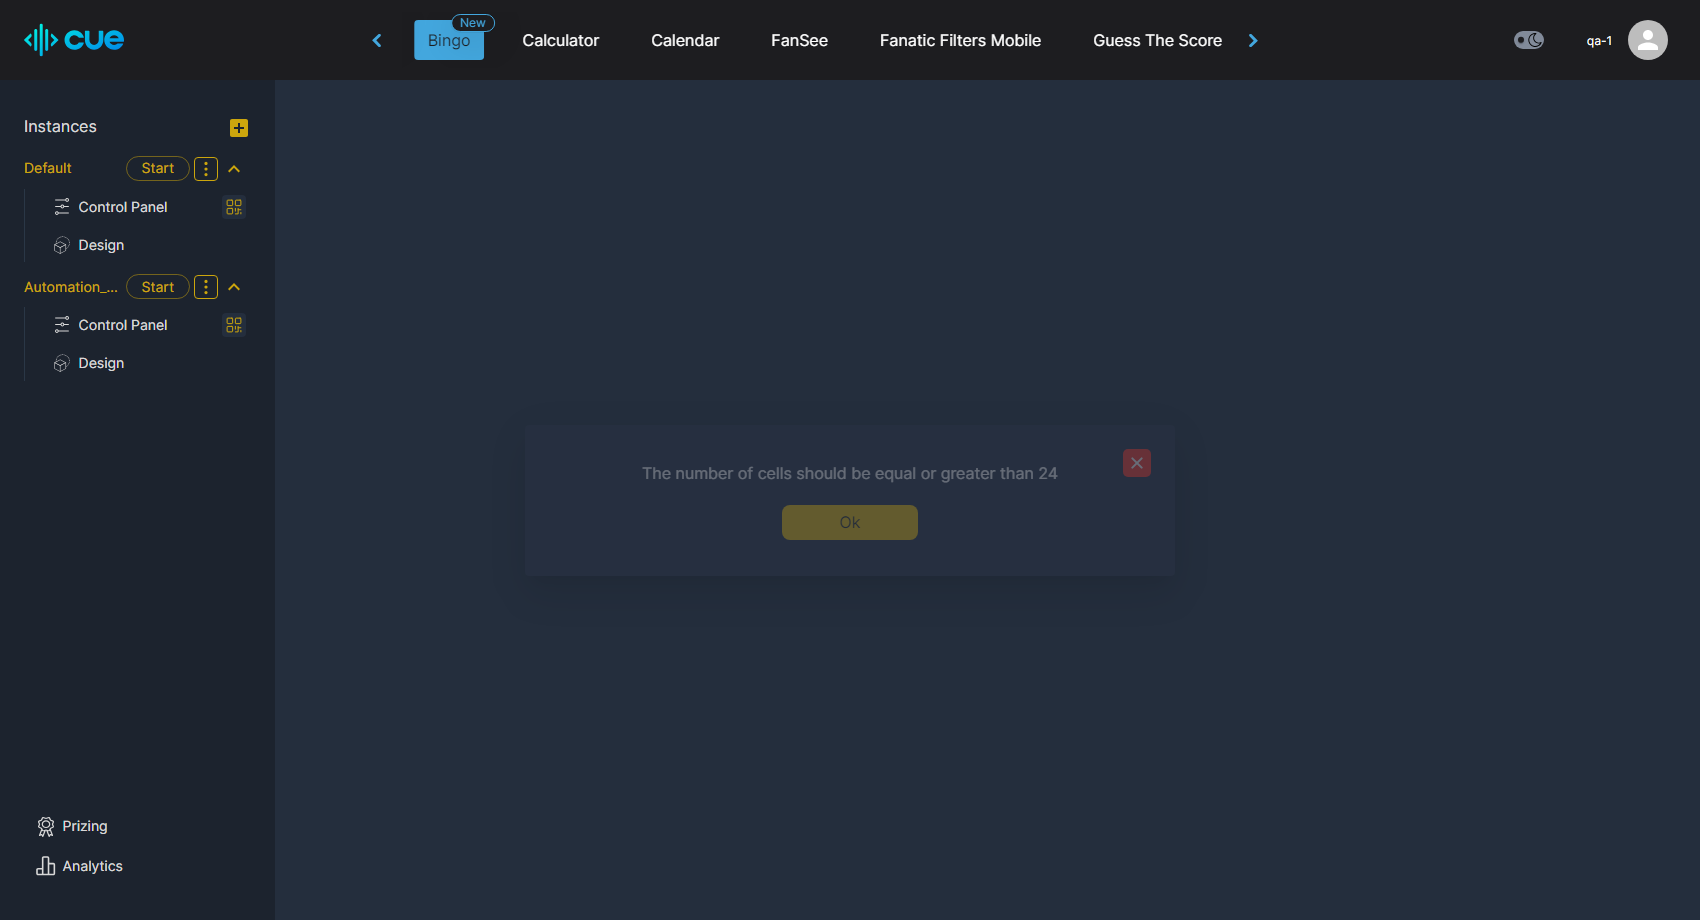 cue
New
Bingo
Calculator
Calendar
FanSee
Fanatic Filters Mobile
Guess The Score
qa-1
Instances
Default
Start
Control Panel
Design
Automation_...
Start
Control Panel
Design
The number of cells should be equal or greater than 24
Ok
Prizing
Analytics